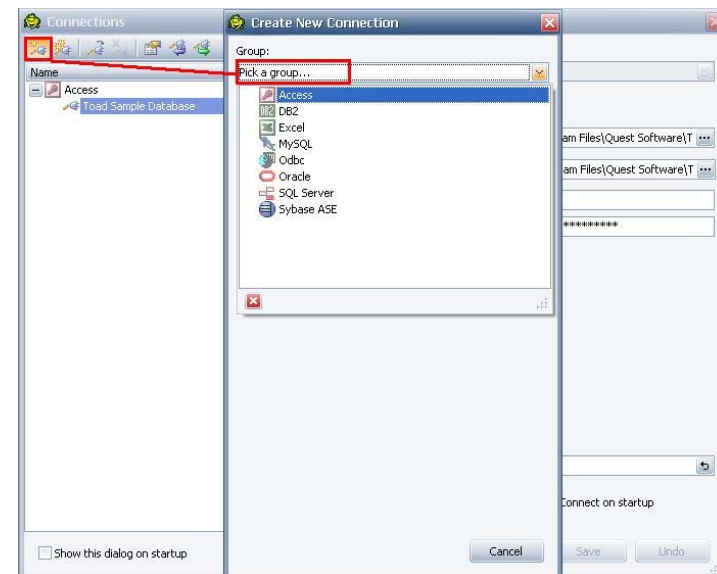 Connections
Name
Access
Toad Sample Database
Show this dialog on startup
Create New Connection
Group:
Pick a group...
Access
DB2 DB2
Excel
MySQL
Odbc
Oracle
SQL Server
Sybase ASE
Cancel
am Files\Quest Software\T ...
am Files\Quest Software\T ...
**********
Connect on startup
Save
Undo